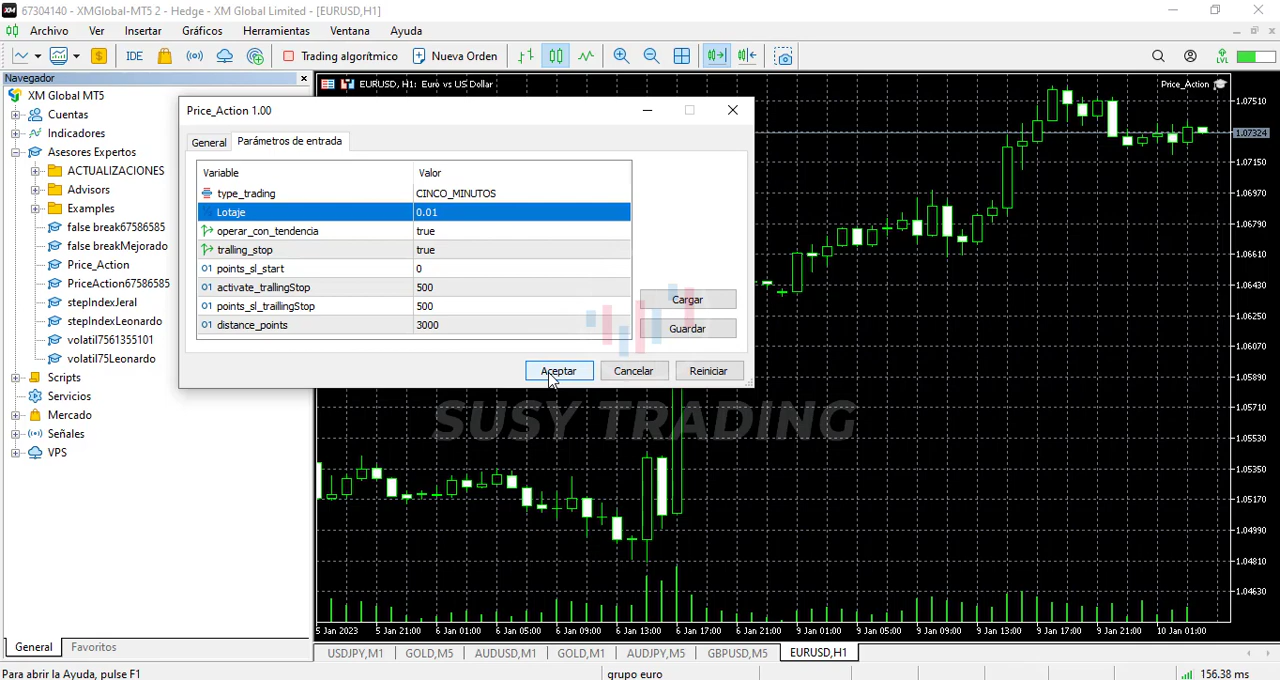 67304140 - XMGlobal-MT5 2 - Hedge - XM Global Limited - [EURUSD,H1]
Archivo Ver Insertar Gráficos Herramientas Ventana Ayuda
IDE Trading algorítmico Nueva Orden LVL
Navegador
XM Global MT5
Cuentas
Indicadores
Asesores Expertos
ACTUALIZACIONES
Advisors
Examples
false break67586585
false breakMejorado
Price_Action
PriceAction67586585
stepIndexJeral
stepIndexLeonardo
volatil7561355101
volatil75Leonardo
Scripts
Servicios
Mercado
Señales
VPS
General Favoritos
Para abrir la Ayuda, pulse F1
EURUSD, H1: Euro vs US Dollar
Price_Action
Price_Action 1.00
General Parámetros de entrada
Variable Valor
type_trading CINCO_MINUTOS
Lotaje 0.01
operar_con_tendencia true
tralling_stop true
points_sl_start 0
activate_trallingStop 500
points_sl_traillingStop 500
distance_points 3000
Cargar
Guardar
Aceptar Cancelar Reiniciar
SUSY TRADING
1.07510
1.07324
1.07150
1.06970
1.06790
1.06610
1.06430
1.06250
1.06070
1.05890
1.05710
1.05530
1.05350
1.05170
1.04990
1.04810
1.04630
5 Jan 2023 5 Jan 21:00 6 Jan 01:00 6 Jan 05:00 6 Jan 09:00 6 Jan 13:00 6 Jan 17:00 6 Jan 21:00 9 Jan 01:00 9 Jan 05:00 9 Jan 09:00 9 Jan 13:00 9 Jan 17:00 9 Jan 21:00 10 Jan 01:00
USDJPY,M1 GOLD,M5 AUDUSD,M1 GOLD,M1 AUDJPY,M5 GBPUSD,M5 EURUSD,H1
grupo euro
156.38 ms